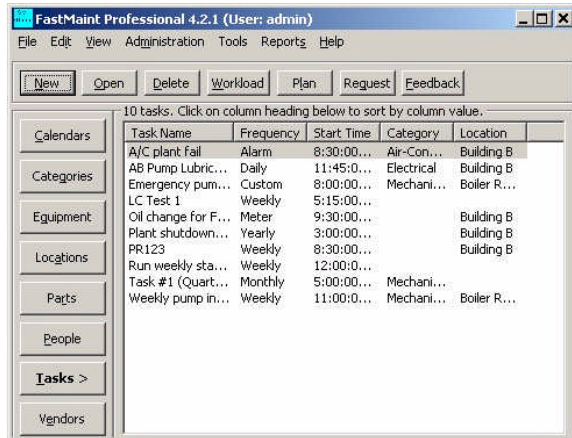 FastMaint Professional 4.2.1 (User: admin)
File Edit View Administration Tools Reports Help
New Open Delete Workload Plan Request Feedback
10 tasks. Click on column heading below to sort by column value.
Calendars
Categories
Equipment
Locations
Parts
People
Tasks >
Vendors
Task Name Frequency Start Time Category Location
A/C plant fail Alarm 8:30:00... Air-Con... Building B
AB Pump Lubric... Daily 11:45:0... Electrical Building B
Emergency pum... Custom 8:00:00... Mechani... Boiler R...
LC Test 1 Weekly 5:15:00...
Oil change for F... Meter 9:30:00... Building B
Plant shutdown... Yearly 3:00:00... Building B
PR123 Weekly 8:30:00... Building B
Run weekly sta... Weekly 12:00:0...
Task #1 (Quart... Monthly 5:00:00... Mechani...
Weekly pump in... Weekly 11:00:0... Mechani... Boiler R...